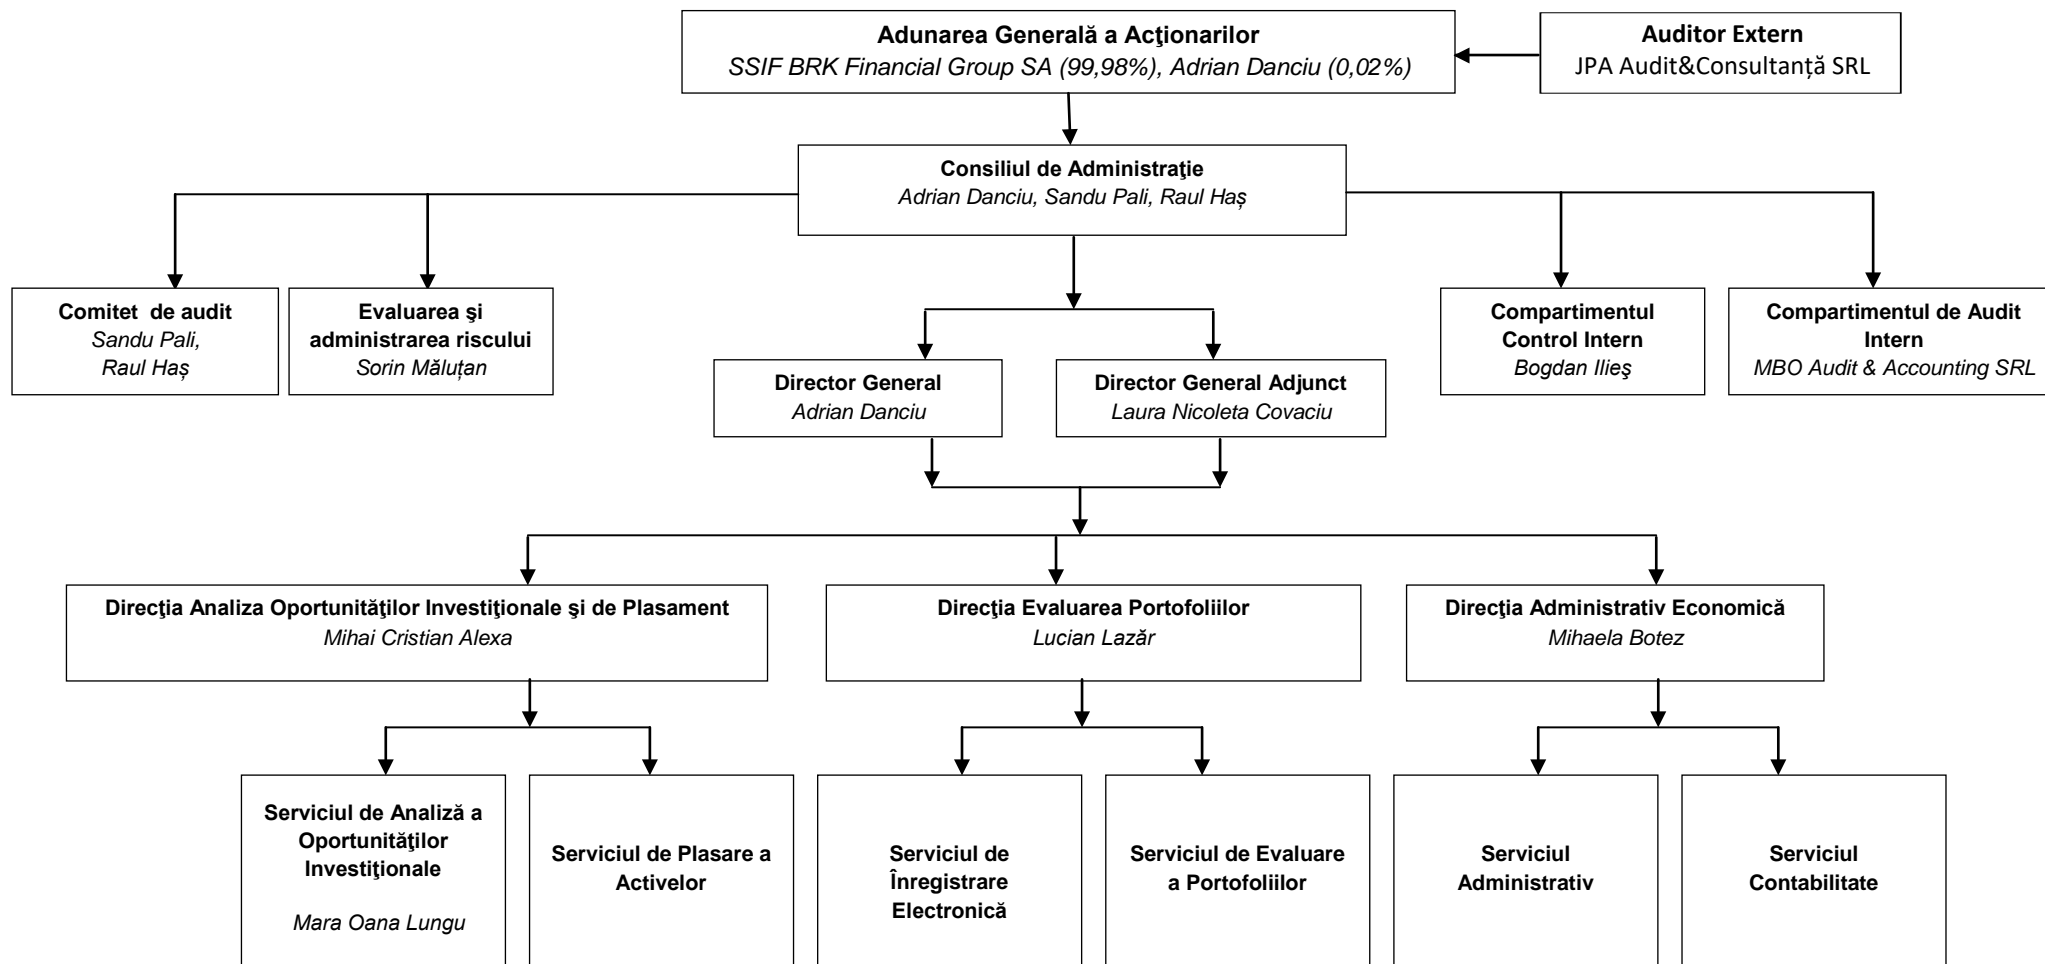 Adunarea Generală a Acţionarilor
SSIF BRK Financial Group SA (99,98%), Adrian Danciu (0,02%)
Auditor Extern
JPA Audit&Consultanță SRL
Consiliul de Administraţie
Adrian Danciu, Sandu Pali, Raul Haș
Comitet de audit
Sandu Pali,
Raul Haș
Evaluarea şi
administrarea riscului
Sorin Măluțan
Compartimentul
Control Intern
Bogdan Ilieş
Compartimentul de Audit
Intern
MBO Audit & Accounting SRL
Director General
Adrian Danciu
Director General Adjunct
Laura Nicoleta Covaciu
Direcţia Analiza Oportunităţilor Investiţionale şi de Plasament
Mihai Cristian Alexa
Direcţia Evaluarea Portofoliilor
Lucian Lazăr
Direcţia Administrativ Economică
Mihaela Botez
Serviciul de Analiză a
Oportunităţilor
Investiţionale
Mara Oana Lungu
Serviciul de Plasare a
Activelor
Serviciul de
Înregistrare
Electronică
Serviciul de Evaluare
a Portofoliilor
Serviciul
Administrativ
Serviciul
Contabilitate